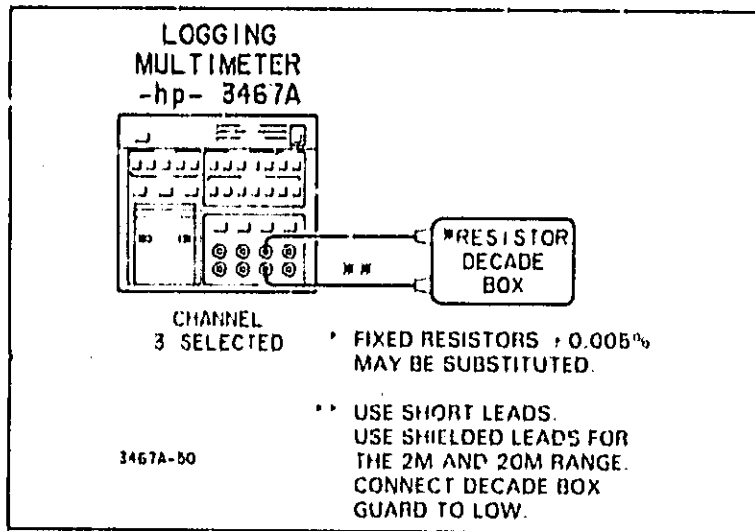 LOGGING
MULTIMETER
-hp- 3467A
*RESISTOR
DECADE
BOX
**
CHANNEL
3 SELECTED
* FIXED RESISTORS ± 0.005%
MAY BE SUBSTITUTED.
** USE SHORT LEADS.
USE SHIELDED LEADS FOR
THE 2M AND 20M RANGE.
CONNECT DECADE BOX
GUARD TO LOW.
3467A-50